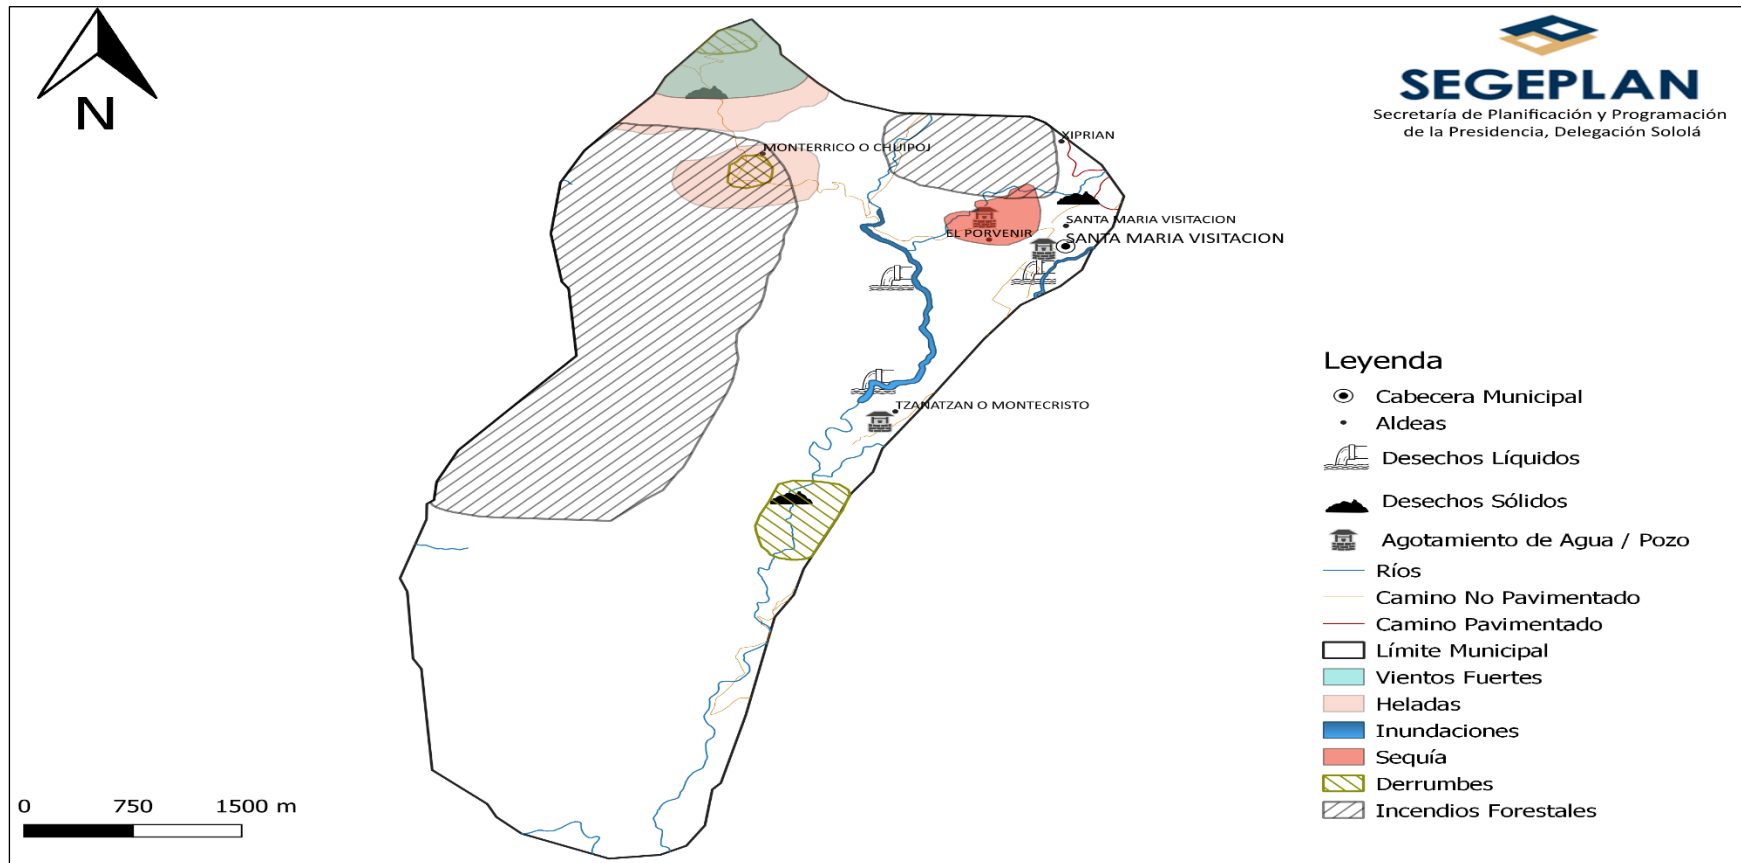 N
SEGEPLAN
Secretaría de Planificación y Programación
de la Presidencia, Delegación Sololá
XIPRIAN
MONTERRICO O CHUIPOJ
SANTA MARIA VISITACION
EL PORVENIR
SANTA MARIA VISITACION
TZANATZAN O MONTECRISTO
Leyenda
Cabecera Municipal
Aldeas
Desechos Líquidos
Desechos Sólidos
Agotamiento de Agua / Pozo
Ríos
Camino No Pavimentado
Camino Pavimentado
Límite Municipal
Vientos Fuertes
Heladas
Inundaciones
Sequía
Derrumbes
Incendios Forestales
0 750 1500 m